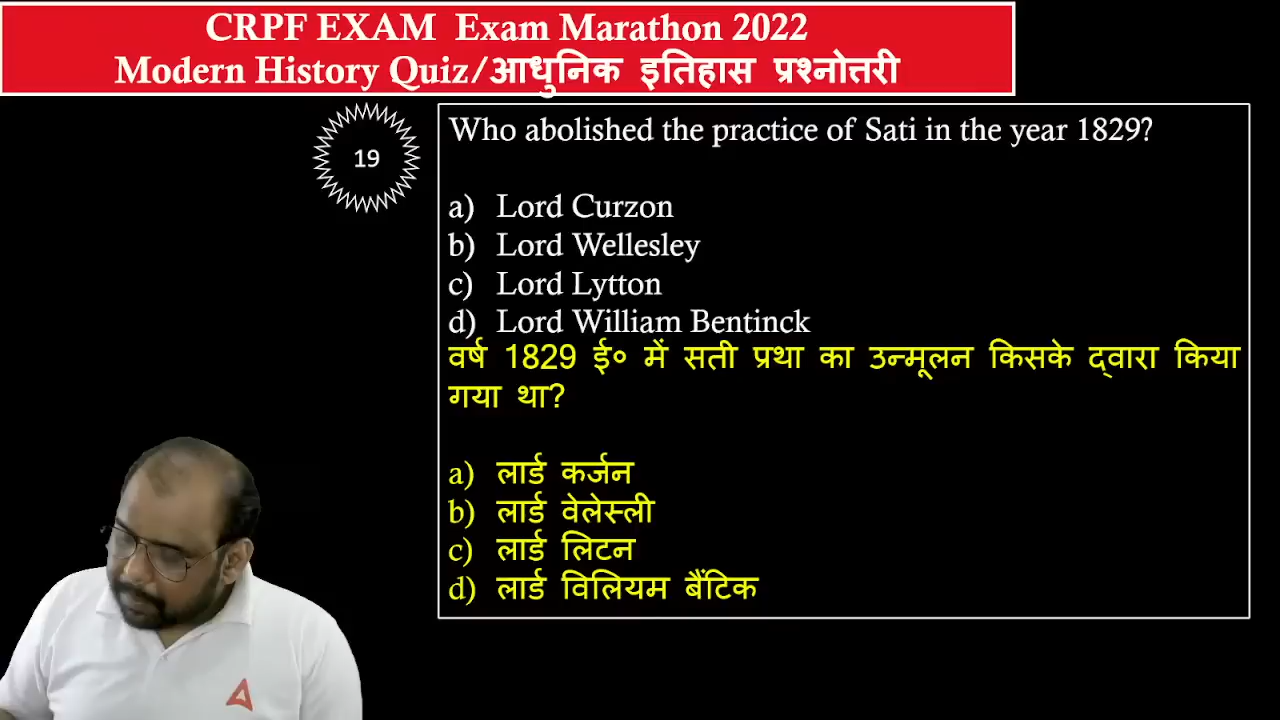 CRPF EXAM Exam Marathon 2022
Modern History Quiz/आधुनिक इतिहास प्रश्नोत्तरी
19
Who abolished the practice of Sati in the year 1829?
a) Lord Curzon
b) Lord Wellesley
c) Lord Lytton
d) Lord William Bentinck
वर्ष 1829 ई० में सती प्रथा का उन्मूलन किसके द्वारा किया
गया था?
a) लार्ड कर्जन
b) लार्ड वेलेस्ली
c) लार्ड लिटन
d) लार्ड विलियम बैंटिक